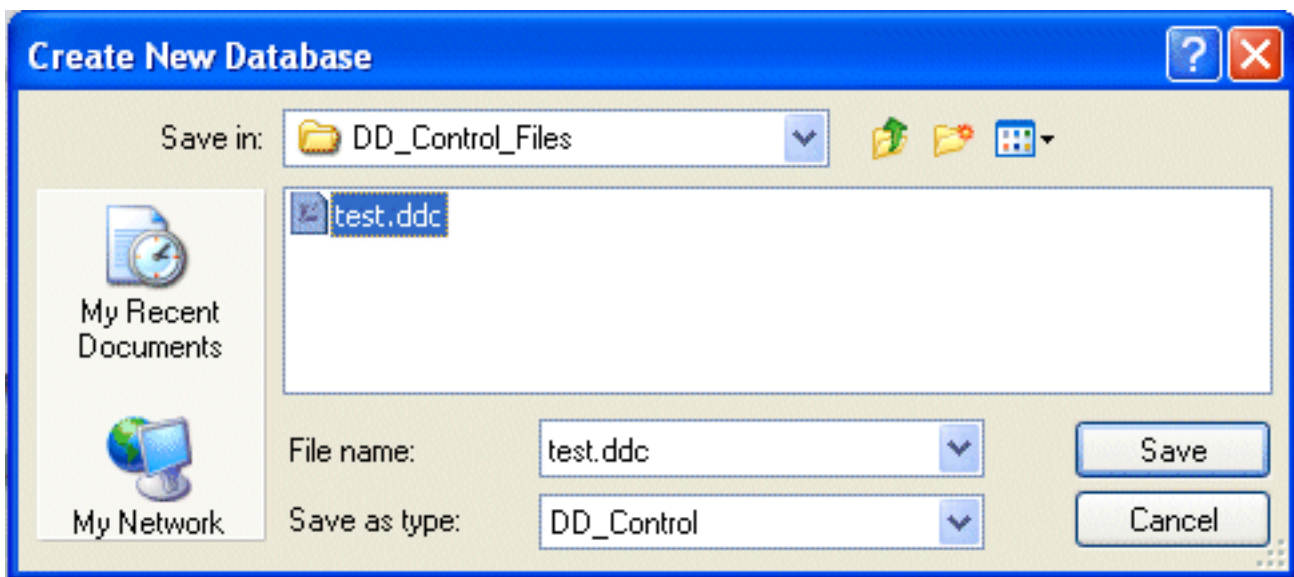 Create New Database
Save in: DD_Control_Files
test.ddc
My Recent
Documents
My Network
File name: test.ddc
Save
Save as type: DD_Control
Cancel